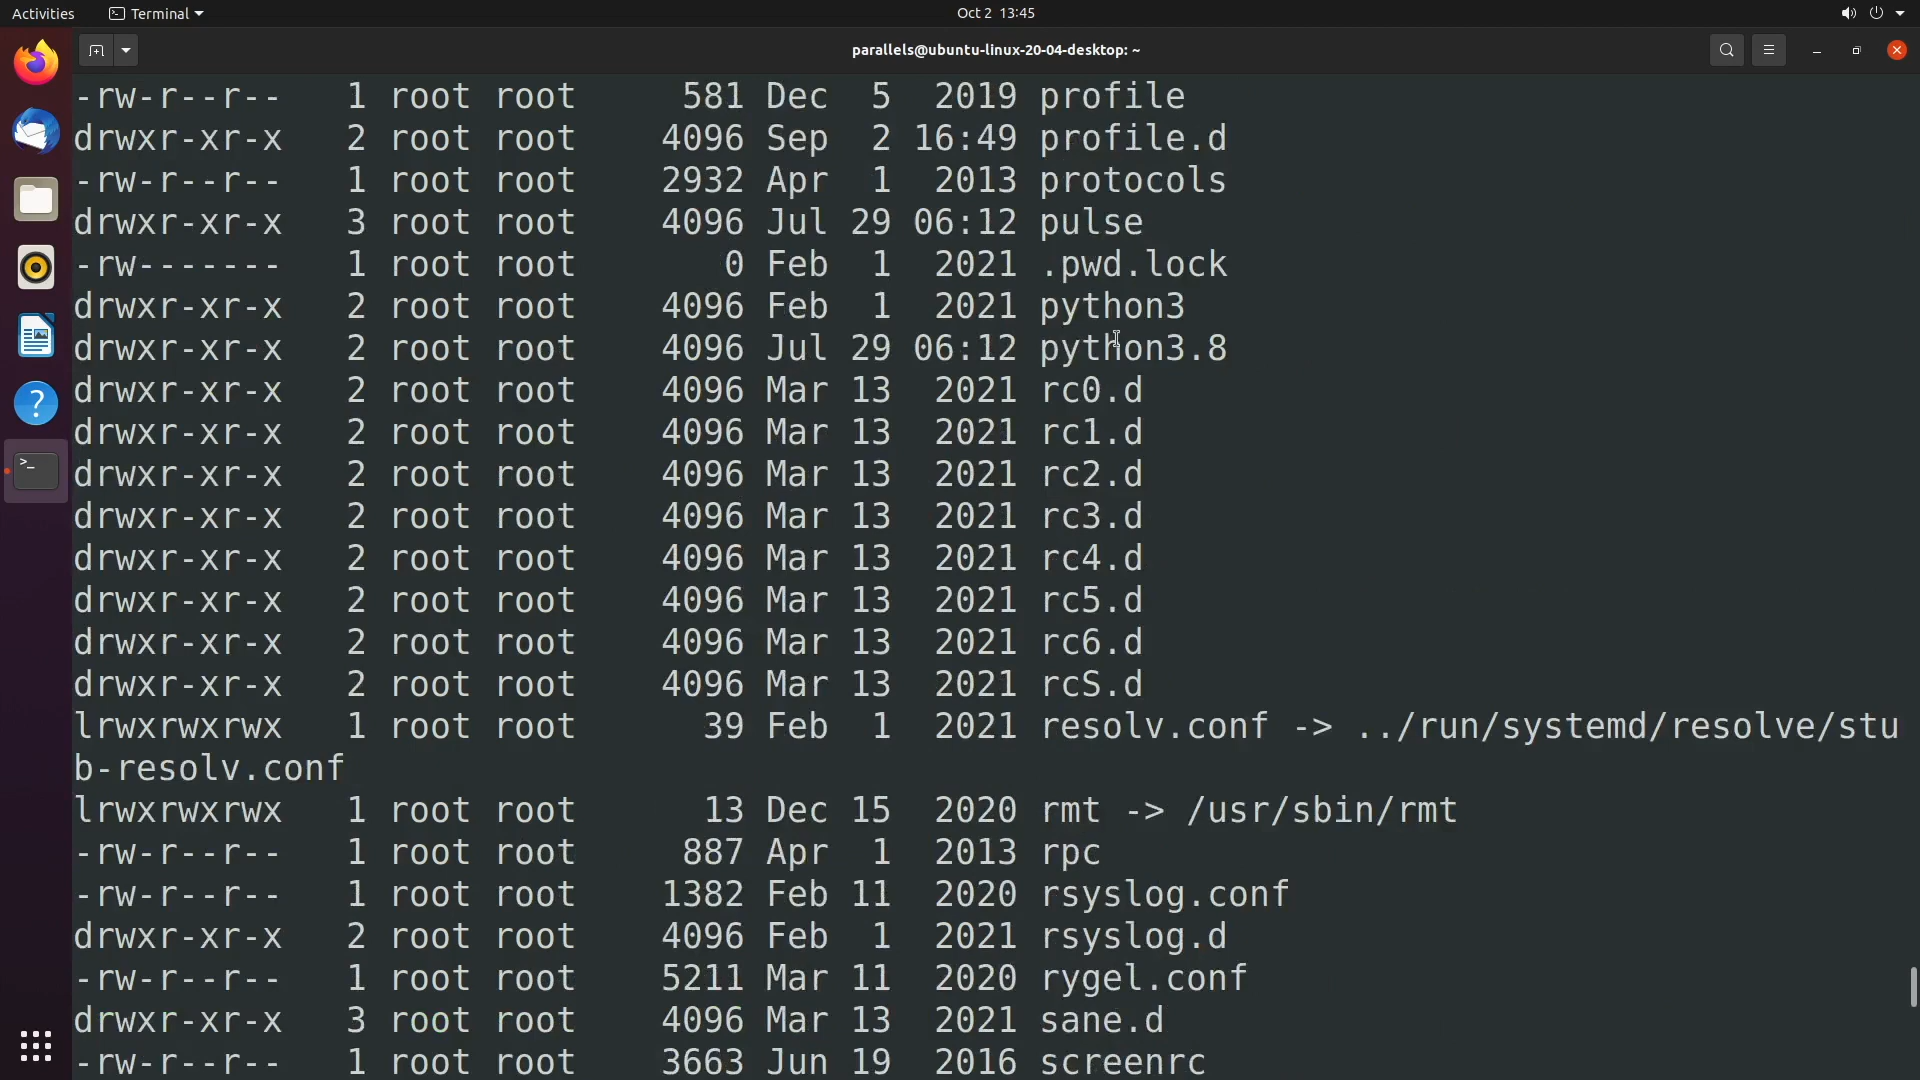 Activities Terminal Oct 2 13:45
parallels@ubuntu-linux-20-04-desktop: ~
-rw-r--r--   1 root root     581 Dec  5  2019 profile
drwxr-xr-x   2 root root    4096 Sep  2 16:49 profile.d
-rw-r--r--   1 root root    2932 Apr  1  2013 protocols
drwxr-xr-x   3 root root    4096 Jul 29 06:12 pulse
-rw-------   1 root root       0 Feb  1  2021 .pwd.lock
drwxr-xr-x   2 root root    4096 Feb  1  2021 python3
drwxr-xr-x   2 root root    4096 Jul 29 06:12 python3.8
drwxr-xr-x   2 root root    4096 Mar 13  2021 rc0.d
drwxr-xr-x   2 root root    4096 Mar 13  2021 rc1.d
drwxr-xr-x   2 root root    4096 Mar 13  2021 rc2.d
drwxr-xr-x   2 root root    4096 Mar 13  2021 rc3.d
drwxr-xr-x   2 root root    4096 Mar 13  2021 rc4.d
drwxr-xr-x   2 root root    4096 Mar 13  2021 rc5.d
drwxr-xr-x   2 root root    4096 Mar 13  2021 rc6.d
drwxr-xr-x   2 root root    4096 Mar 13  2021 rcS.d
lrwxrwxrwx   1 root root      39 Feb  1  2021 resolv.conf -> ../run/systemd/resolve/stu
b-resolv.conf
lrwxrwxrwx   1 root root      13 Dec 15  2020 rmt -> /usr/sbin/rmt
-rw-r--r--   1 root root     887 Apr  1  2013 rpc
-rw-r--r--   1 root root    1382 Feb 11  2020 rsyslog.conf
drwxr-xr-x   2 root root    4096 Feb  1  2021 rsyslog.d
-rw-r--r--   1 root root    5211 Mar 11  2020 rygel.conf
drwxr-xr-x   3 root root    4096 Mar 13  2021 sane.d
-rw-r--r--   1 root root    3663 Jun 19  2016 screenrc